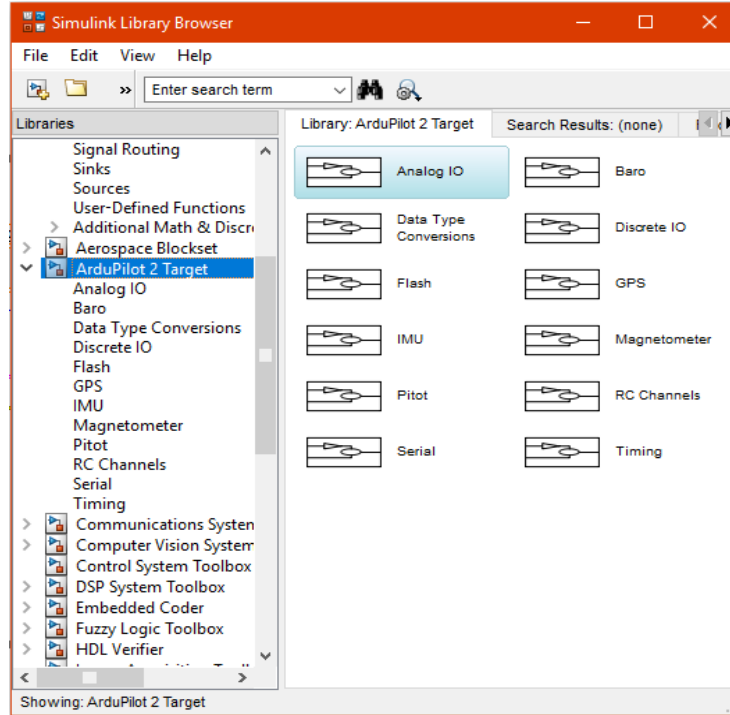 Simulink Library Browser
File Edit View Help
» Enter search term
Libraries
Signal Routing
Sinks
Sources
User-Defined Functions
Additional Math & Discr
Aerospace Blockset
ArduPilot 2 Target
Analog IO
Baro
Data Type Conversions
Discrete IO
Flash
GPS
IMU
Magnetometer
Pitot
RC Channels
Serial
Timing
Communications System
Computer Vision System
Control System Toolbox
DSP System Toolbox
Embedded Coder
Fuzzy Logic Toolbox
HDL Verifier
Library: ArduPilot 2 Target Search Results: (none)
Analog IO Baro
Data Type
Conversions
Discrete IO
Flash GPS
IMU Magnetometer
Pitot RC Channels
Serial Timing
Showing: ArduPilot 2 Target